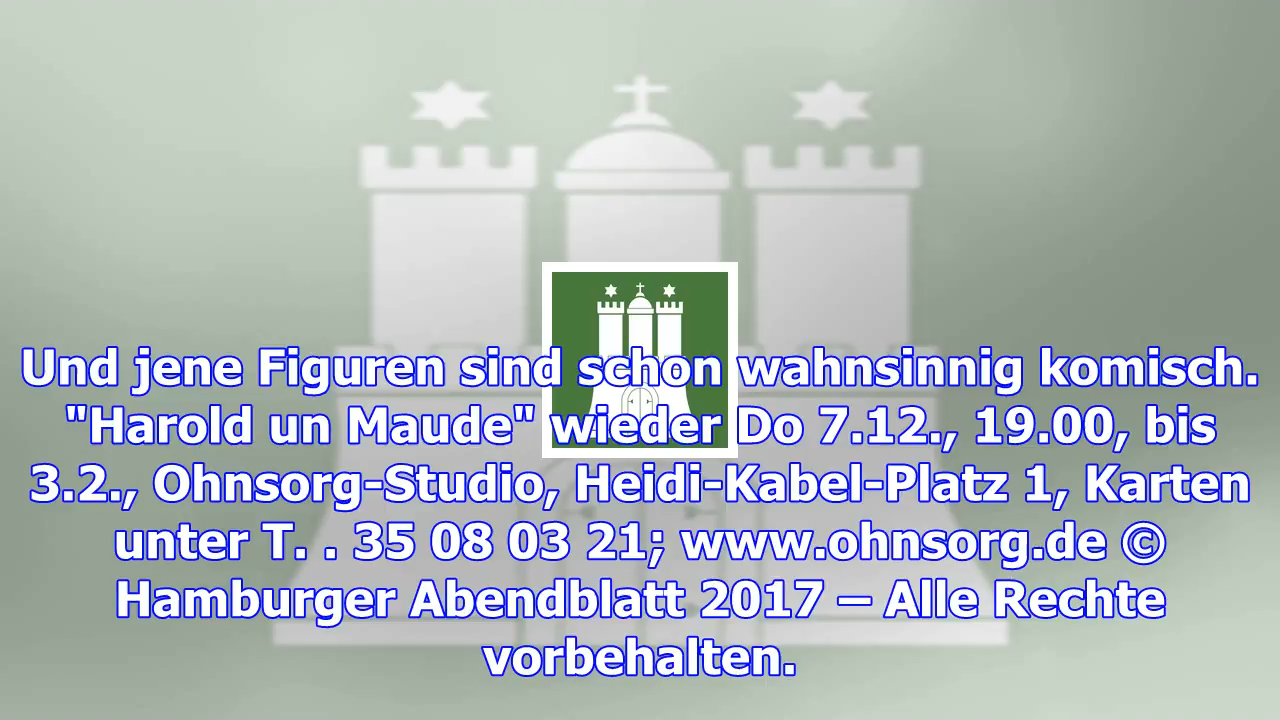 Und jene Figuren sind schon wahnsinnig komisch.
"Harold un Maude" wieder Do 7.12., 19.00, bis
3.2., Ohnsorg-Studio, Heidi-Kabel-Platz 1, Karten
unter T. . 35 08 03 21; www.ohnsorg.de ©
Hamburger Abendblatt 2017 – Alle Rechte
vorbehalten.